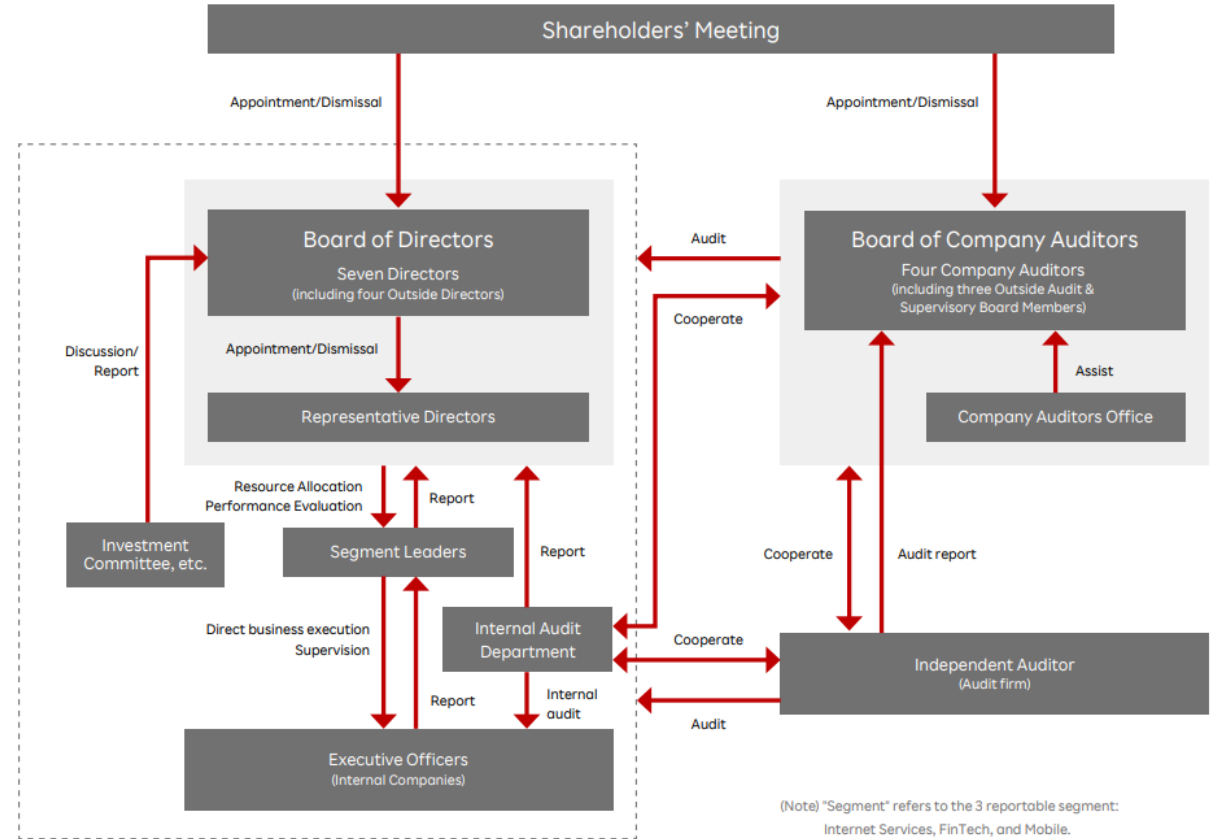 Shareholders’ Meeting
Appointment/Dismissal
Appointment/Dismissal
Board of Directors
Seven Directors
(including four Outside Directors)
Audit
Board of Company Auditors
Four Company Auditors
(including three Outside Audit &
Supervisory Board Members)
Cooperate
Discussion/
Report
Appointment/Dismissal
Assist
Representative Directors
Company Auditors Office
Resource Allocation
Performance Evaluation
Report
Investment
Committee, etc.
Segment Leaders
Report
Cooperate
Audit report
Direct business execution
Supervision
Internal Audit
Department
Cooperate
Independent Auditor
(Audit firm)
Report
Internal
audit
Audit
Executive Officers
(Internal Companies)
(Note) "Segment" refers to the 3 reportable segment:
Internet Services, FinTech, and Mobile.